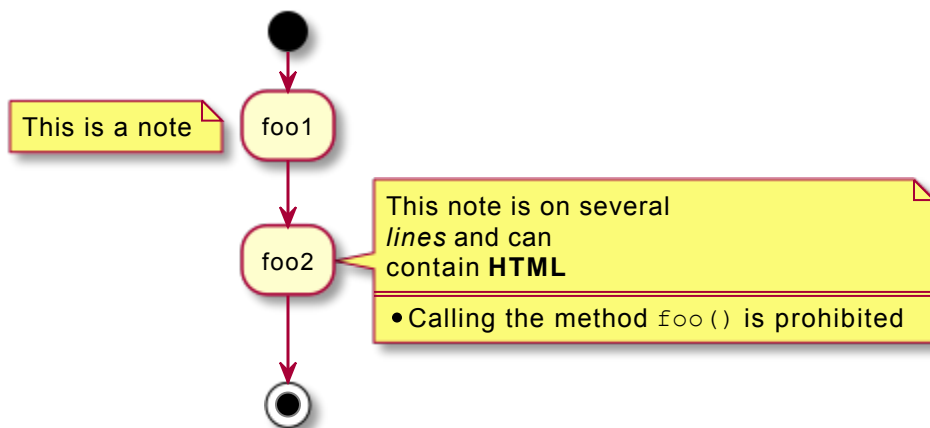 This is a note
foo1
foo2
This note is on several
lines and can
contain HTML
•Calling the method foo() is prohibited